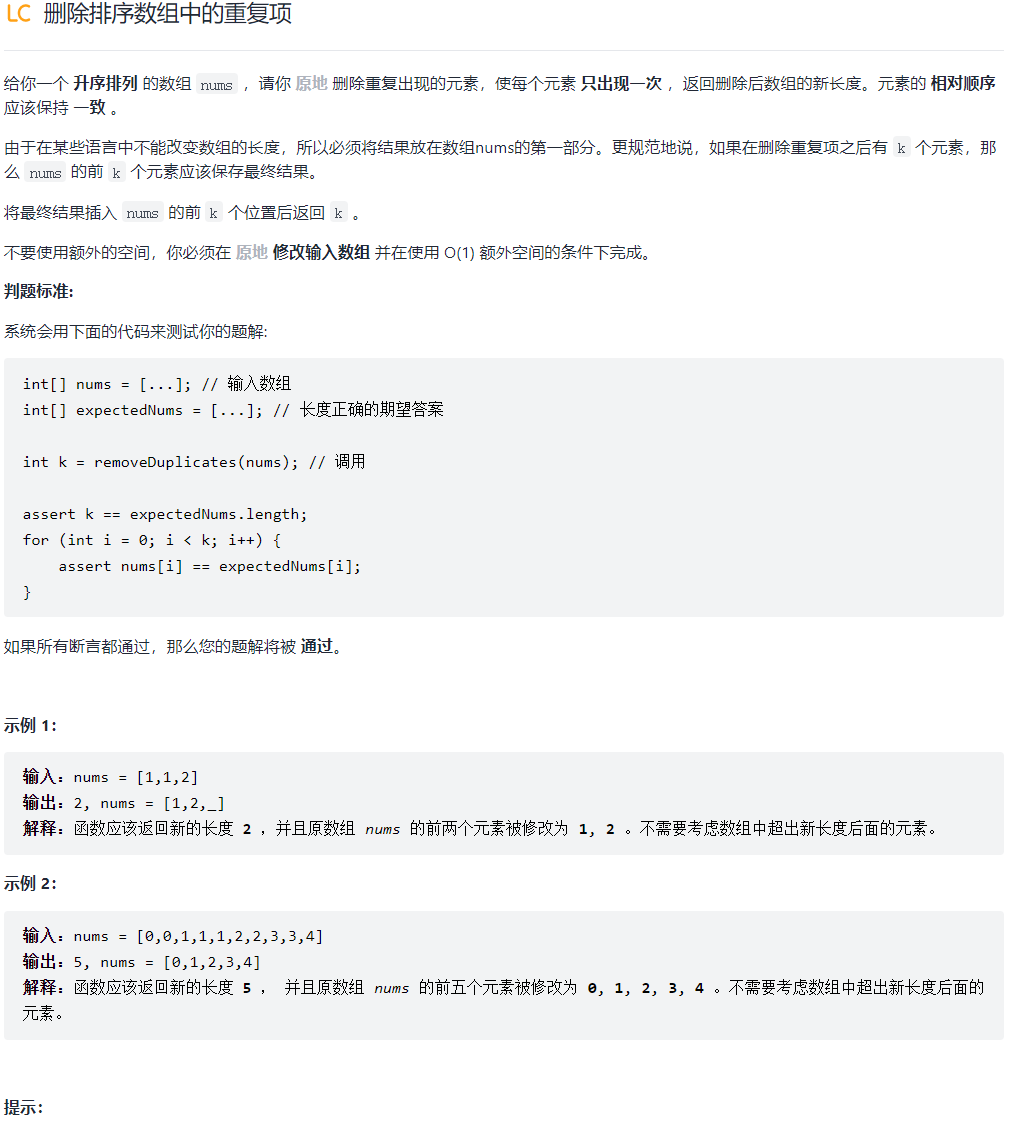 LC 删除排序数组中的重复项
给你一个 升序排列 的数组 nums ，请你 原地 删除重复出现的元素，使每个元素 只出现一次 ，返回删除后数组的新长度。元素的 相对顺序
应该保持 一致 。
由于在某些语言中不能改变数组的长度，所以必须将结果放在数组nums的第一部分。更规范地说，如果在删除重复项之后有 k 个元素，那
么 nums 的前 k 个元素应该保存最终结果。
将最终结果插入 nums 的前 k 个位置后返回 k 。
不要使用额外的空间，你必须在 原地 修改输入数组 并在使用 O(1) 额外空间的条件下完成。
判题标准:
系统会用下面的代码来测试你的题解:
int[] nums = [...]; // 输入数组
int[] expectedNums = [...]; // 长度正确的期望答案
int k = removeDuplicates(nums); // 调用
assert k == expectedNums.length;
for (int i = 0; i < k; i++) {
    assert nums[i] == expectedNums[i];
}
如果所有断言都通过，那么您的题解将被 通过。
示例 1：
输入：nums = [1,1,2]
输出：2, nums = [1,2,_]
解释：函数应该返回新的长度 2 ，并且原数组 nums 的前两个元素被修改为 1, 2 。不需要考虑数组中超出新长度后面的元素。
示例 2：
输入：nums = [0,0,1,1,1,2,2,3,3,4]
输出：5, nums = [0,1,2,3,4]
解释：函数应该返回新的长度 5 ， 并且原数组 nums 的前五个元素被修改为 0, 1, 2, 3, 4 。不需要考虑数组中超出新长度后面的
元素。
提示：